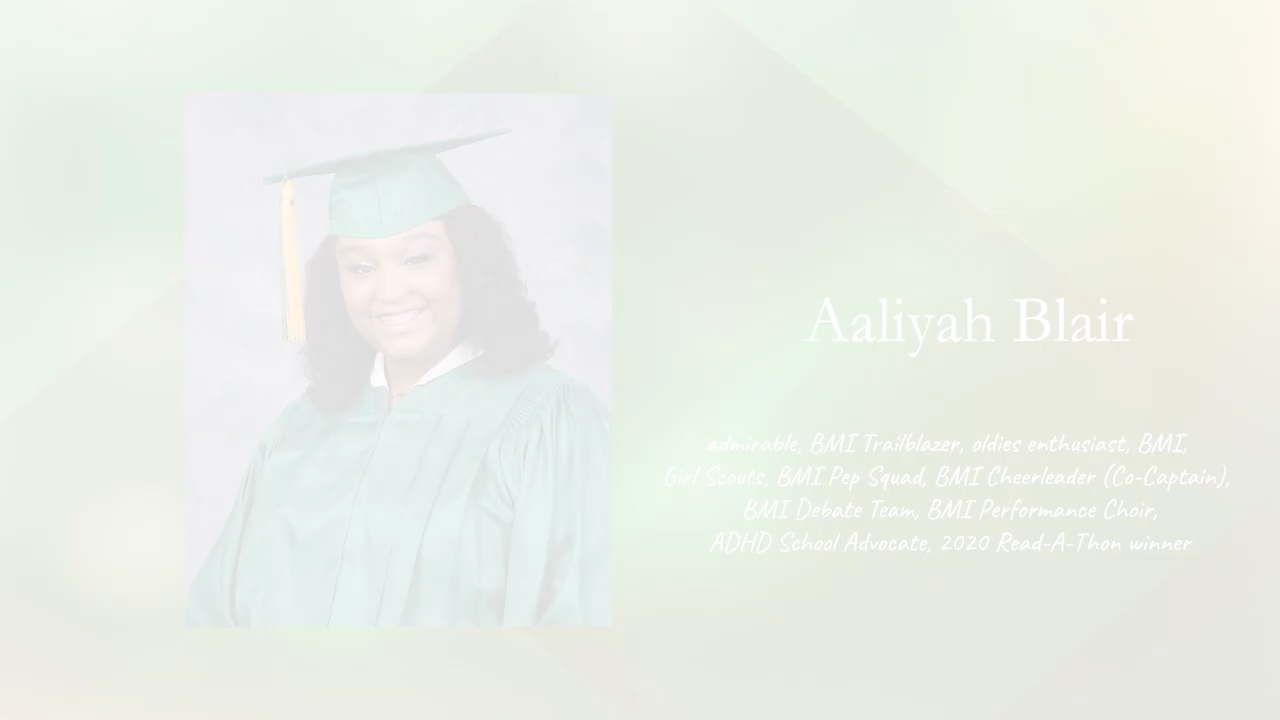 Aaliyah Blair
admirable, BMI Trailblazer, oldies enthusiast, BMI,
Girl Scouts, BMI Pep Squad, BMI Cheerleader (Co-Captain),
BMI Debate Team, BMI Performance Choir,
ADHD School Advocate, 2020 Read-A-Thon winner